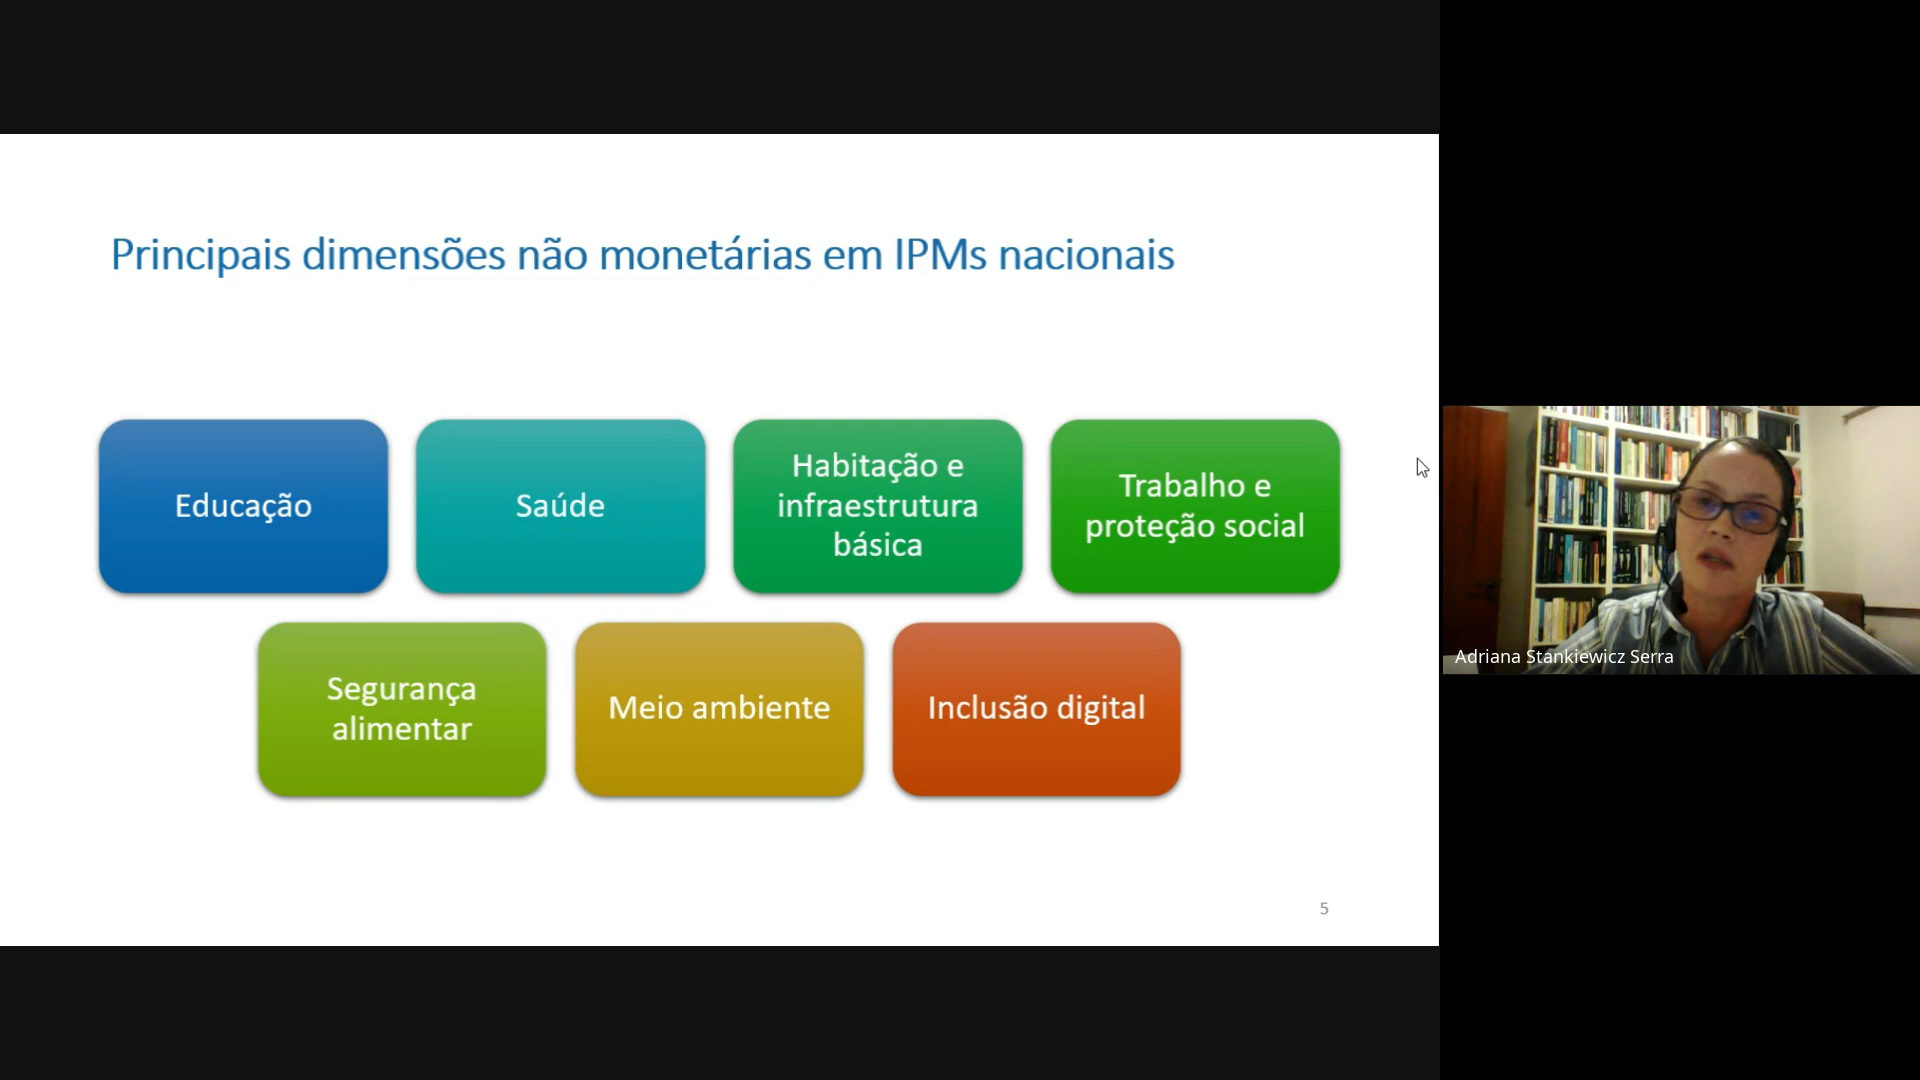 Principais dimensões não monetárias em IPMs nacionais
Educação
Saúde
Habitação e
infraestrutura
básica
Trabalho e
proteção social
Segurança
alimentar
Meio ambiente
Inclusão digital
5
Adriana Stankiewicz Serra